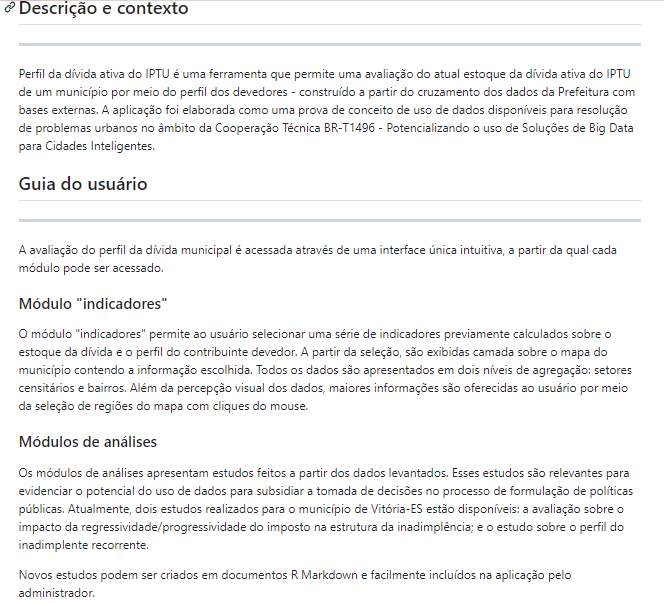 Descrição e contexto
Perfil da dívida ativa do IPTU é uma ferramenta que permite uma avaliação do atual estoque da dívida ativa do IPTU
de um município por meio do perfil dos devedores - construído a partir do cruzamento dos dados da Prefeitura com
bases externas. A aplicação foi elaborada como uma prova de conceito de uso de dados disponíveis para resolução
de problemas urbanos no âmbito da Cooperação Técnica BR-T1496 - Potencializando o uso de Soluções de Big Data
para Cidades Inteligentes.
Guia do usuário
A avaliação do perfil da dívida municipal é acessada através de uma interface única intuitiva, a partir da qual cada
módulo pode ser acessado.
Módulo "indicadores"
O módulo "indicadores" permite ao usuário selecionar uma série de indicadores previamente calculados sobre o
estoque da dívida e o perfil do contribuinte devedor. A partir da seleção, são exibidas camada sobre o mapa do
município contendo a informação escolhida. Todos os dados são apresentados em dois níveis de agregação: setores
censitários e bairros. Além da percepção visual dos dados, maiores informações são oferecidas ao usuário por meio
da seleção de regiões do mapa com cliques do mouse.
Módulos de análises
Os módulos de análises apresentam estudos feitos a partir dos dados levantados. Esses estudos são relevantes para
evidenciar o potencial do uso de dados para subsidiar a tomada de decisões no processo de formulação de políticas
públicas. Atualmente, dois estudos realizados para o município de Vitória-ES estão disponíveis: a avaliação sobre o
impacto da regressividade/progressividade do imposto na estrutura da inadimplência; e o estudo sobre o perfil do
inadimplente recorrente.
Novos estudos podem ser criados em documentos R Markdown e facilmente incluídos na aplicação pelo
administrador.